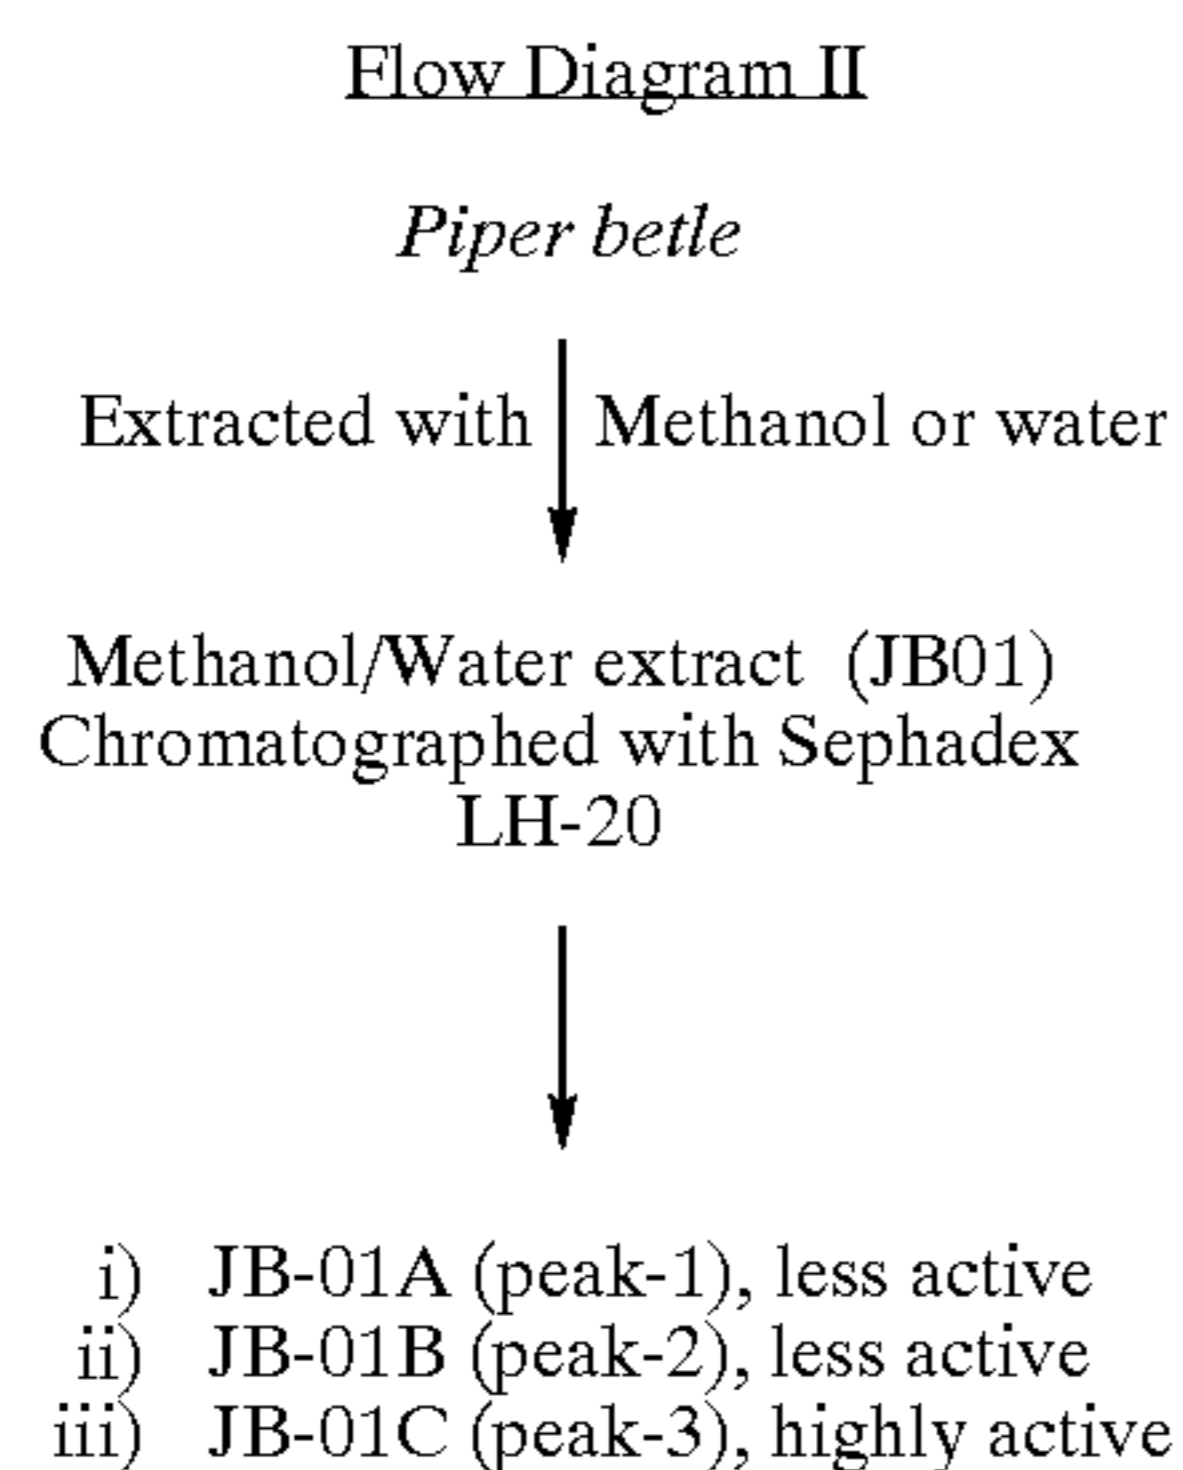 Flow Diagram II
Piper betle
Extracted with Methanol or water
Methanol/Water extract (JB01)
Chromatographed with Sephadex
LH-20
i) JB-01A (peak-1), less active
ii) JB-01B (peak-2), less active
iii) JB-01C (peak-3), highly active